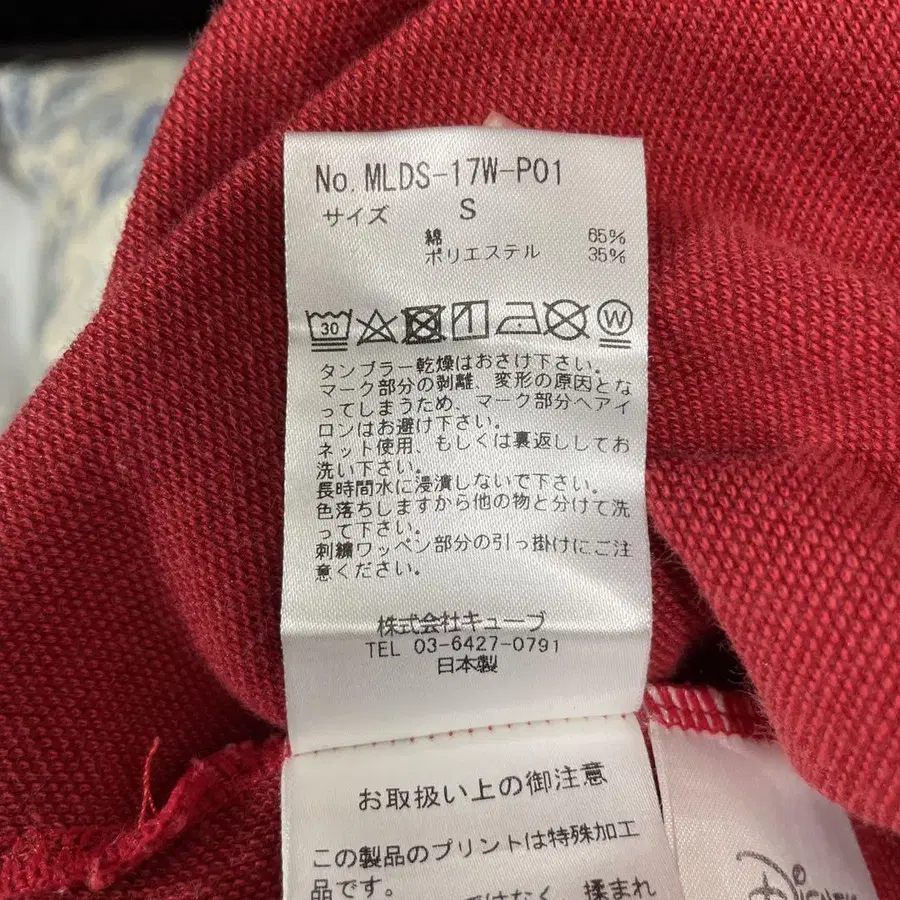 No. MLDS-17W-P01
サイズ S
綿 65%
ポリエステル 35%
30 W
タンブラー乾燥はおさけ下さい。
マーク部分の剥離、変形の原因とな
ってしまうため、マーク部分へアイ
ロンはお避け下さい。
ネット使用、もしくは裏返ししてお
洗い下さい。
長時間水に浸漬しないで下さい。
色落ちしますから他の物と分けて洗
って下さい。
刺繍ワッペン部分の引っ掛けにご注
意ください。
株式会社キューブ
TEL 03-6427-0791
日本製
お取扱い上の御注意
この製品のプリントは特殊加工
品です。
ではなく、揉まれ
DISNEY